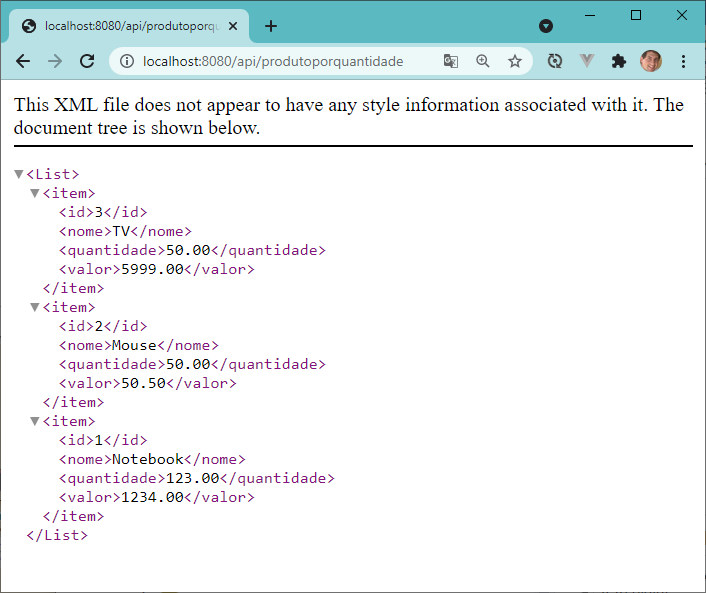 localhost:8080/api/produtoporqu
localhost:8080/api/produtoporquantidade
This XML file does not appear to have any style information associated with it. The
document tree is shown below.
▼<List>
▼<item>
<id>3</id>
<nome>TV</nome>
<quantidade>50.00</quantidade>
<valor>5999.00</valor>
</item>
▼<item>
<id>2</id>
<nome>Mouse</nome>
<quantidade>50.00</quantidade>
<valor>50.50</valor>
</item>
▼<item>
<id>1</id>
<nome>Notebook</nome>
<quantidade>123.00</quantidade>
<valor>1234.00</valor>
</item>
</List>